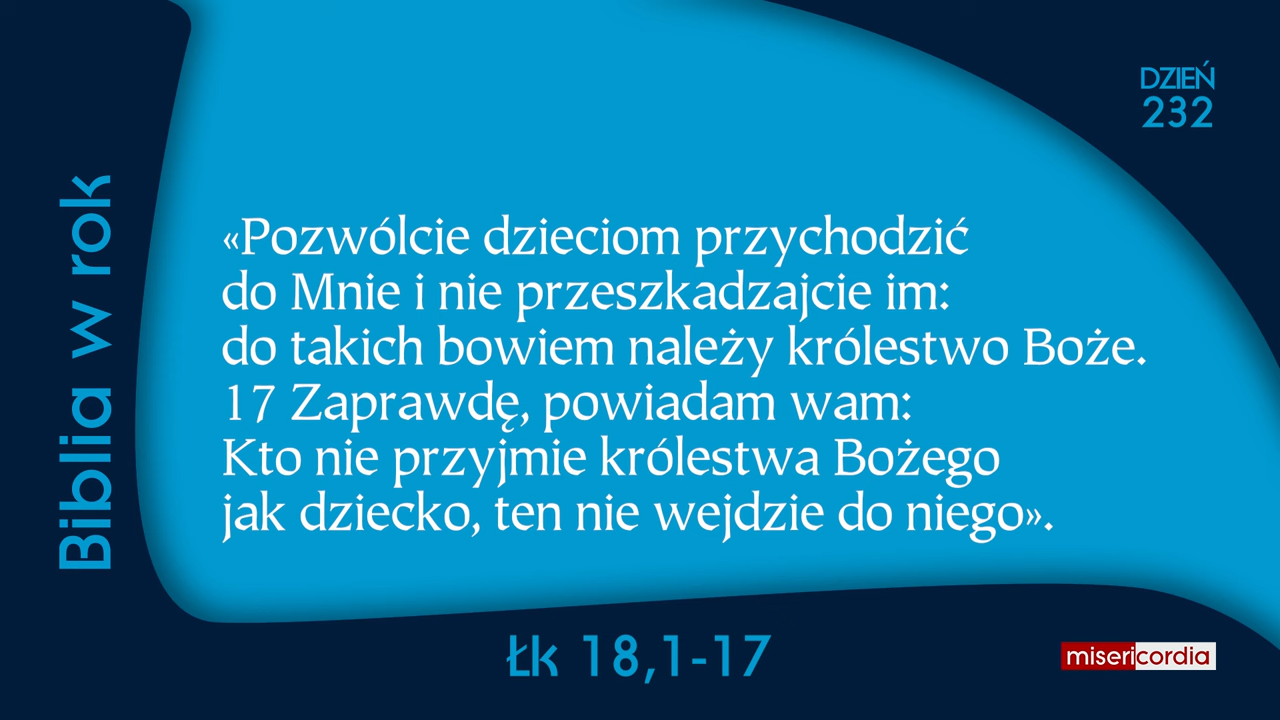 DZIEŃ
232
Biblia w rok
«Pozwólcie dzieciom przychodzić
do Mnie i nie przeszkadzajcie im:
do takich bowiem należy królestwo Boże.
17 Zaprawdę, powiadam wam:
Kto nie przyjmie królestwa Bożego
jak dziecko, ten nie wejdzie do niego».
Łk 18,1-17
misericordia